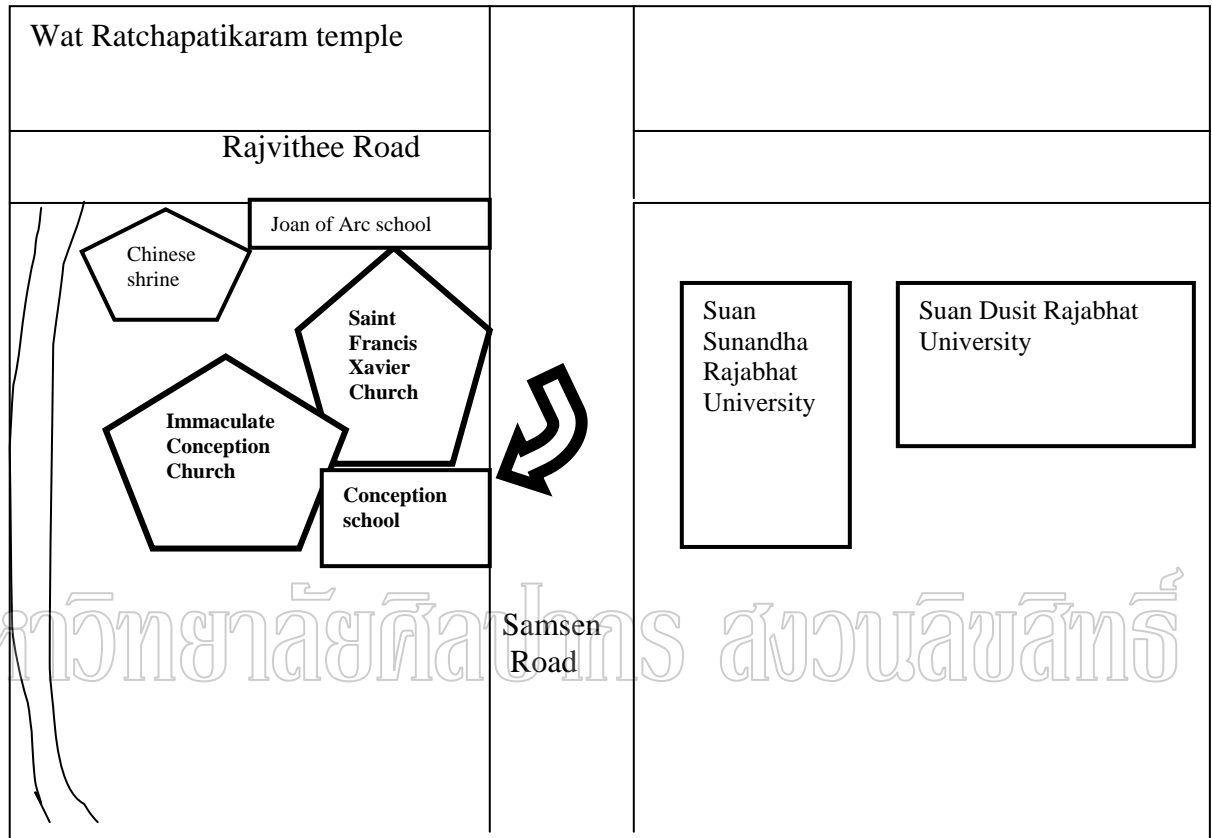 Wat Ratchapatikaram temple
Rajvithee Road
Joan of Arc school
Chinese
shrine
Saint
Francis
Xavier
Church
Immaculate
Conception
Church
Conception
school
Suan
Sunandha
Rajabhat
University
Suan Dusit Rajabhat
University
Samsen
Road
หาวิทยาลัยศิลปากร สงวนลิขสิทธิ์